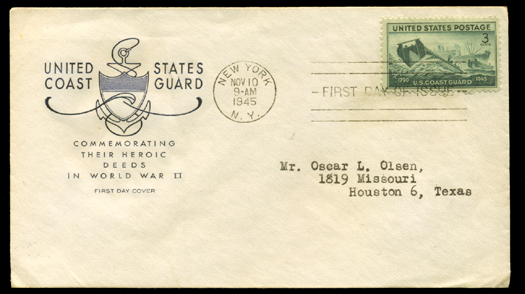 UNITED STATES
COAST GUARD
COMMEMORATING
THEIR HEROIC
DEEDS
IN WORLD WAR II
FIRST DAY COVER
NEW YORK
NOV 10
9-AM
1945
N. Y.
FIRST DAY OF ISSUE
UNITED STATES POSTAGE
3
1790 U.S. COAST GUARD 1945
Mr. Oscar L. Olsen,
1819 Missouri
Houston 6, Texas